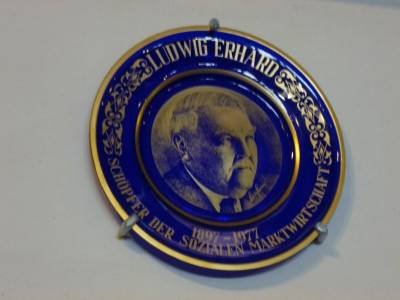 LUDWIG ERHARD
1897-1977
SCHÖPFER DER SOZIALEN MARKTWIRTSCHAFT